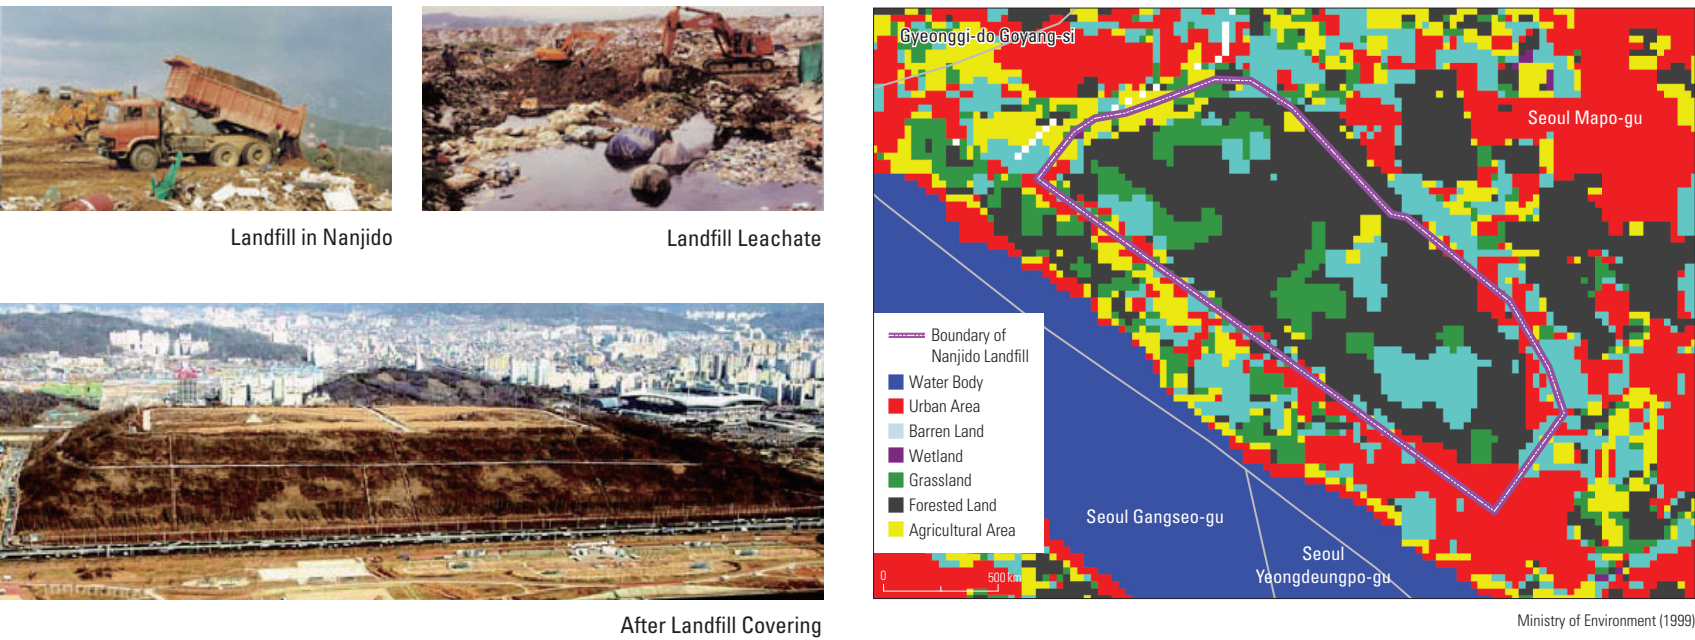 Landfill in Nanjido
Landfill Leachate
After Landfill Covering
Gyeonggi-do Goyang-si
Seoul Mapo-gu
Boundary of
Nanjido Landfill
Water Body
Urban Area
Barren Land
Wetland
Grassland
Forested Land
Agricultural Area
Seoul Gangseo-gu
Seoul
Yeongdeungpo-gu
0 500 km
Ministry of Environment (1999)